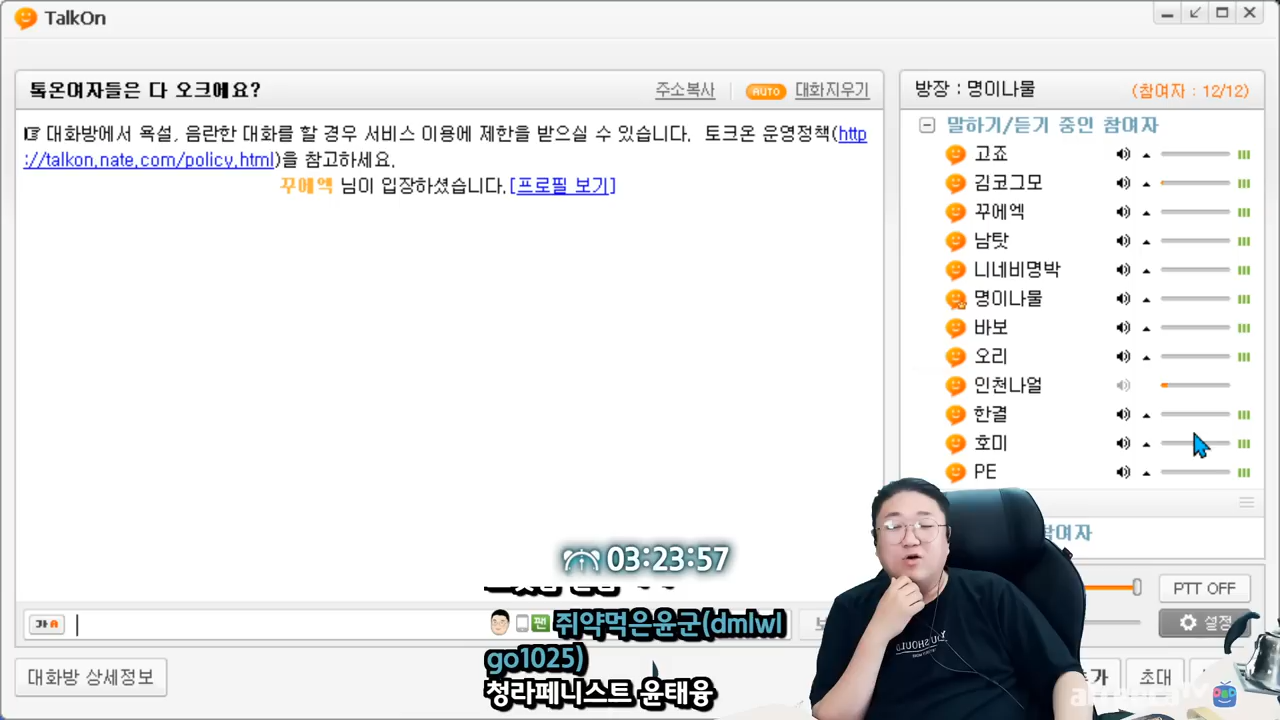 TalkOn
톡온여자들은 다 오크에요?
주소복사
AUTO
대화지우기
☞ 대화방에서 욕설, 음란한 대화를 할 경우 서비스 이용에 제한을 받으실 수 있습니다. 토크온 운영정책(http
://talkon.nate.com/policy.html)을 참고하세요.
꾸에엑 님이 입장하셨습니다.[프로필 보기]
방장 : 명이나물
(참여자 : 12/12)
말하기/듣기 중인 참여자
고죠
김코그모
꾸에엑
남탓
니네비명박
명이나물
바보
오리
인천나얼
한결
호미
PE
참여자
03:23:57
PTT OFF
설정
가A
팬 쥐약먹은윤군(dmlwl
go1025)
청라페니스트 윤태융
대화방 상세정보
초대